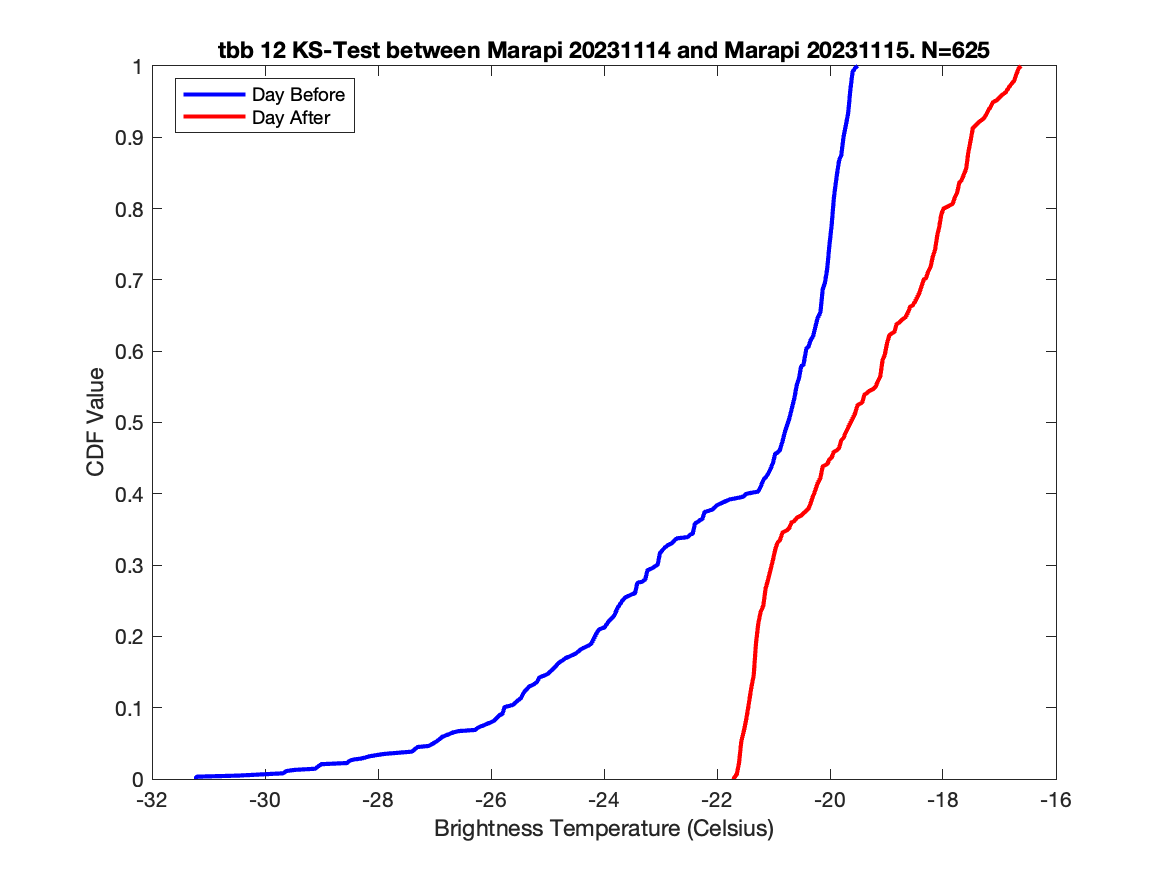 tbb 12 KS-Test between Marapi 20231114 and Marapi 20231115. N=625
Day Before
Day After
1
0.9
0.8
0.7
0.6
0.5
0.4
0.3
0.2
0.1
0
CDF Value
-32 -30 -28 -26 -24 -22 -20 -18 -16
Brightness Temperature (Celsius)